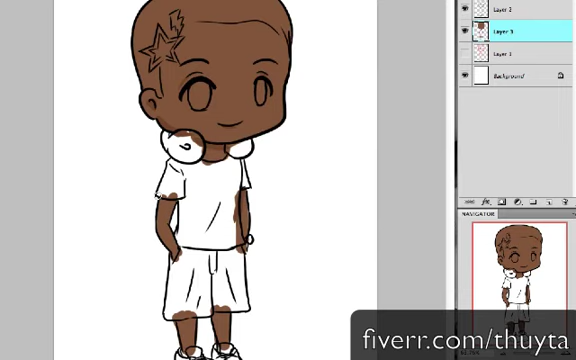 Layer 2
Layer 3
Layer 1
Background
NAVIGATOR
fiverr.com/thuyta